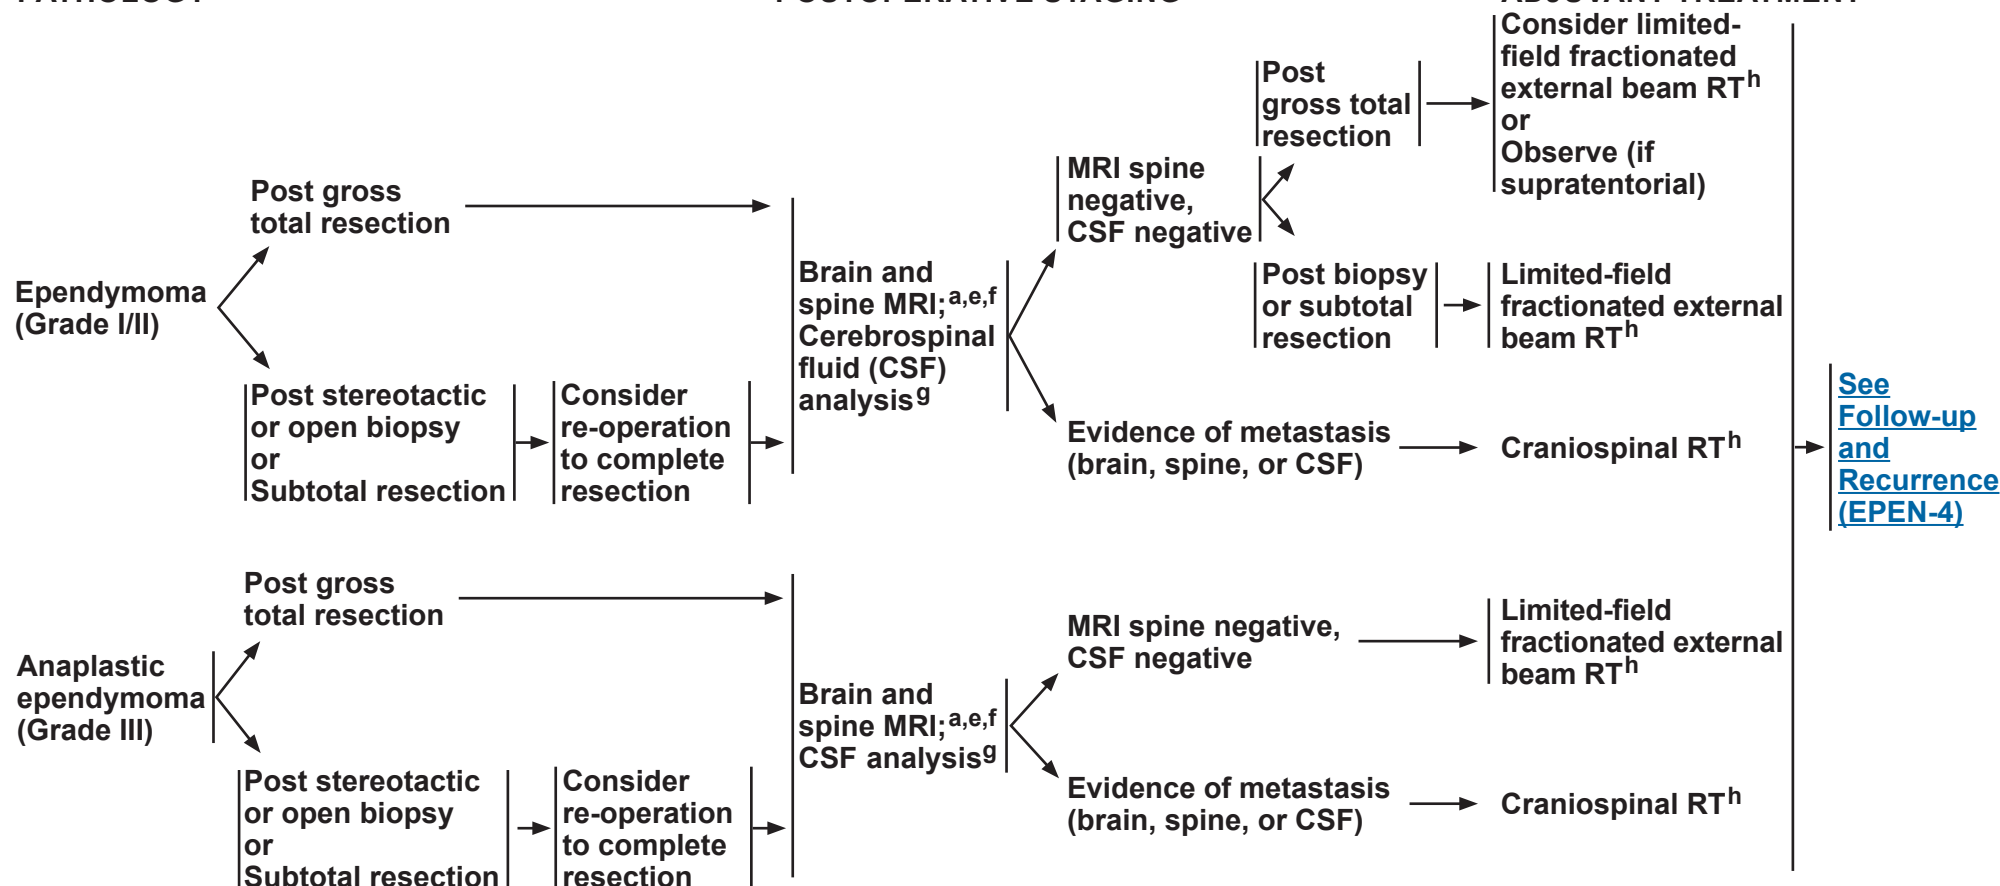 Ependymoma
(Grade I/II)
Post gross
total resection
Post stereotactic
or open biopsy
or
Subtotal resection
Consider
re-operation
to complete
resection
Brain and
spine MRI;a,e,f
Cerebrospinal
fluid (CSF)
analysisg
MRI spine
negative,
CSF negative
Post
gross total
resection
Consider limited-
field fractionated
external beam RTh
or
Observe (if
supratentorial)
Post biopsy
or subtotal
resection
Limited-field
fractionated external
beam RTh
Evidence of metastasis
(brain, spine, or CSF)
Craniospinal RTh
See
Follow-up
and
Recurrence
(EPEN-4)
Anaplastic
ependymoma
(Grade III)
Post gross
total resection
Post stereotactic
or open biopsy
or
Subtotal resection
Consider
re-operation
to complete
resection
Brain and
spine MRI;a,e,f
CSF analysisg
MRI spine negative,
CSF negative
Limited-field
fractionated external
beam RTh
Evidence of metastasis
(brain, spine, or CSF)
Craniospinal RTh